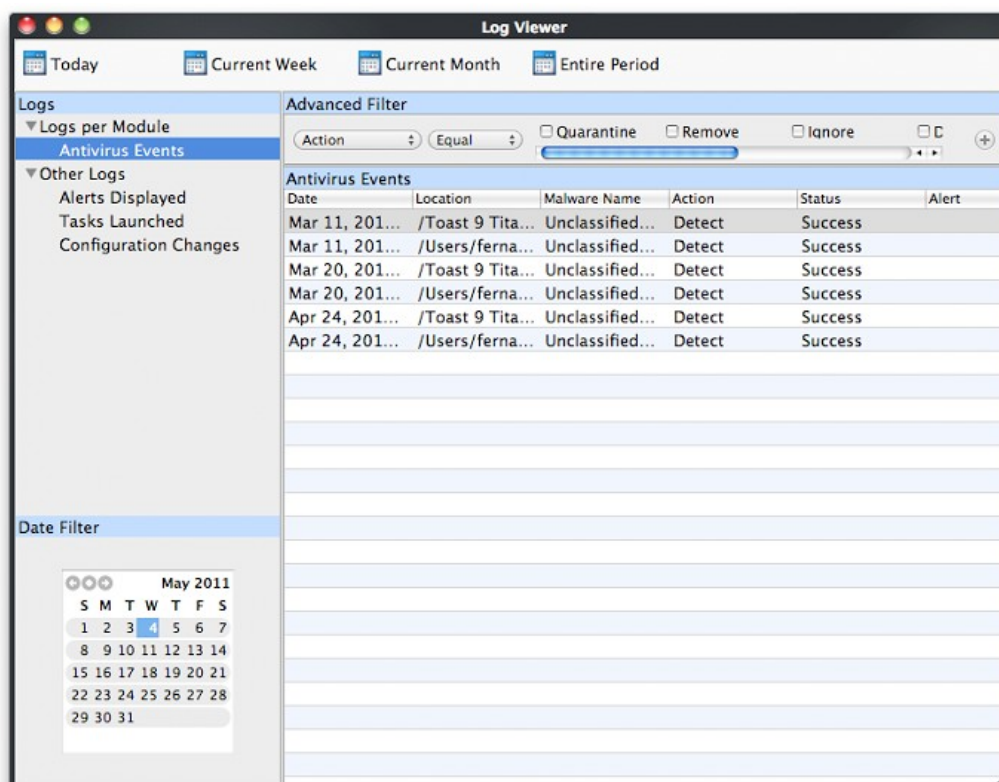 Log Viewer
Today Current Week Current Month Entire Period
Logs
Logs per Module
Antivirus Events
Other Logs
Alerts Displayed
Tasks Launched
Configuration Changes
Advanced Filter
Action Equal Quarantine Remove Ignore
Antivirus Events
Date Location Malware Name Action Status Alert
Mar 11, 201... /Toast 9 Tita... Unclassified... Detect Success
Mar 11, 201... /Users/ferna... Unclassified... Detect Success
Mar 20, 201... /Toast 9 Tita... Unclassified... Detect Success
Mar 20, 201... /Users/ferna... Unclassified... Detect Success
Apr 24, 201... /Toast 9 Tita... Unclassified... Detect Success
Apr 24, 201... /Users/ferna... Unclassified... Detect Success
Date Filter
May 2011
S M T W T F S
1 2 3 4 5 6 7
8 9 10 11 12 13 14
15 16 17 18 19 20 21
22 23 24 25 26 27 28
29 30 31